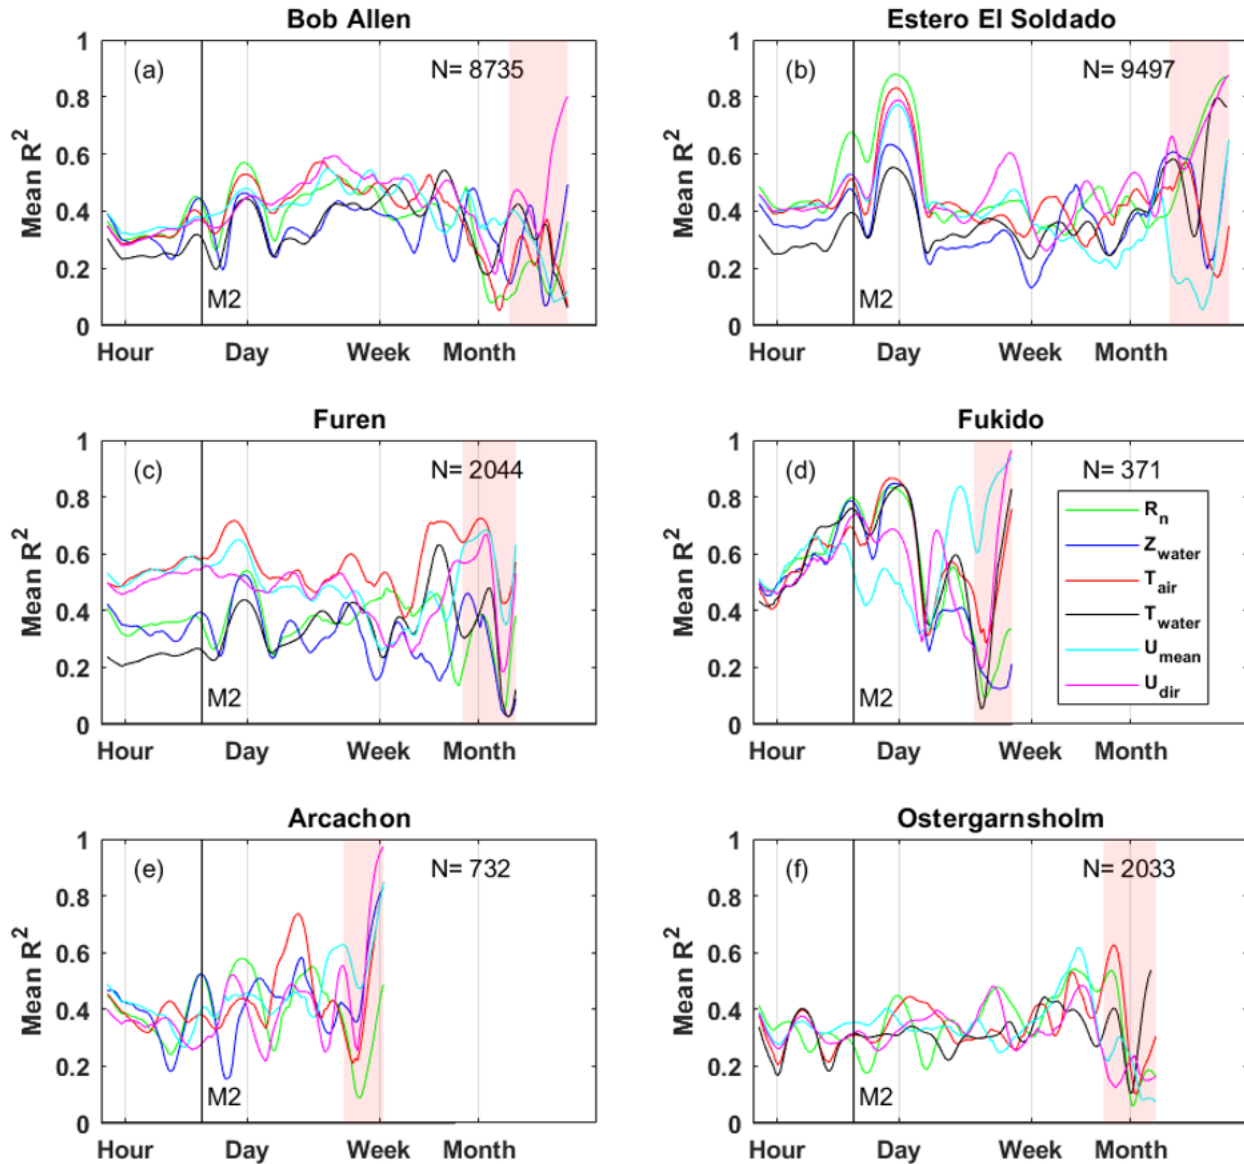 Bob Allen
Estero El Soldado
1
0.8
0.6
0.4
0.2
0
Mean R²
(a)
N= 8735
M2
Hour Day Week Month
1
0.8
0.6
0.4
0.2
0
Mean R²
(b)
N= 9497
M2
Hour Day Week Month
Furen
Fukido
1
0.8
0.6
0.4
0.2
0
Mean R²
(c)
N= 2044
M2
Hour Day Week Month
1
0.8
0.6
0.4
0.2
0
Mean R²
(d)
N= 371
R_n
Z_water
T_air
T_water
U_mean
U_dir
M2
Hour Day Week Month
Arcachon
Ostergarnsholm
1
0.8
0.6
0.4
0.2
0
Mean R²
(e)
N= 732
M2
Hour Day Week Month
1
0.8
0.6
0.4
0.2
0
Mean R²
(f)
N= 2033
M2
Hour Day Week Month